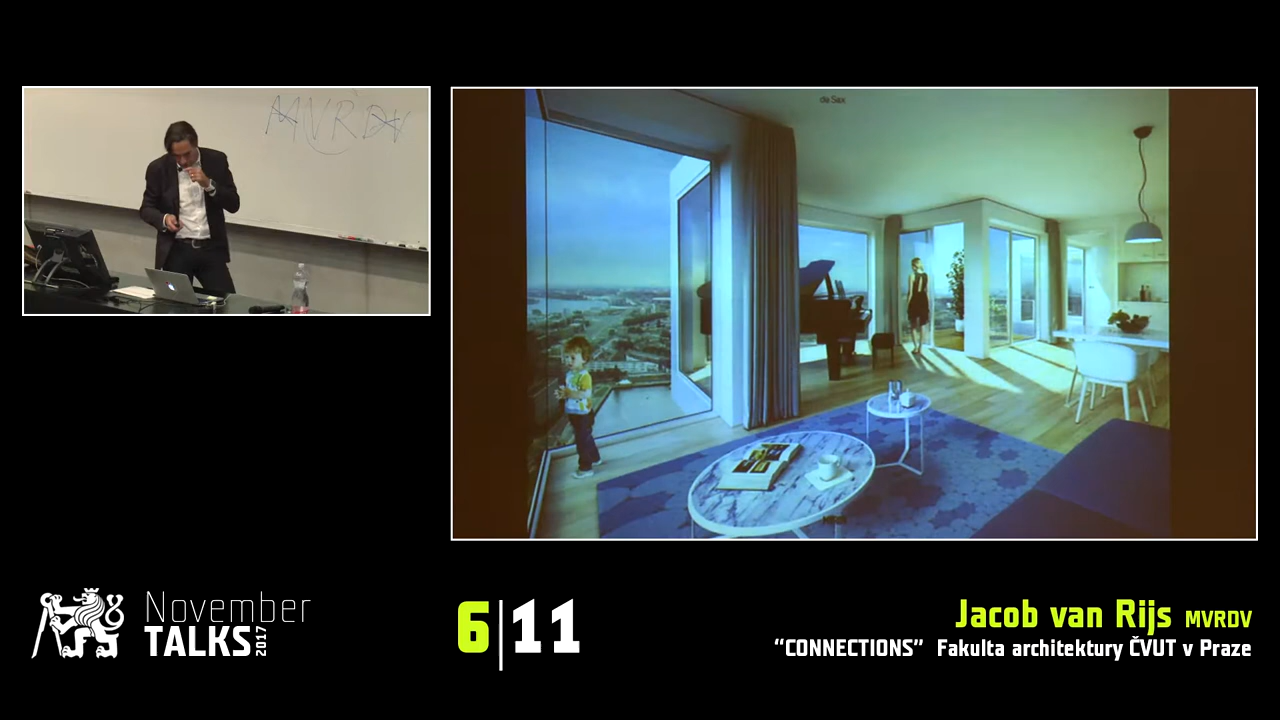 MVRDV
de Sax
November
TALKS 2017
6|11
Jacob van Rijs MVRDV
“CONNECTIONS” Fakulta architektury ČVUT v Praze